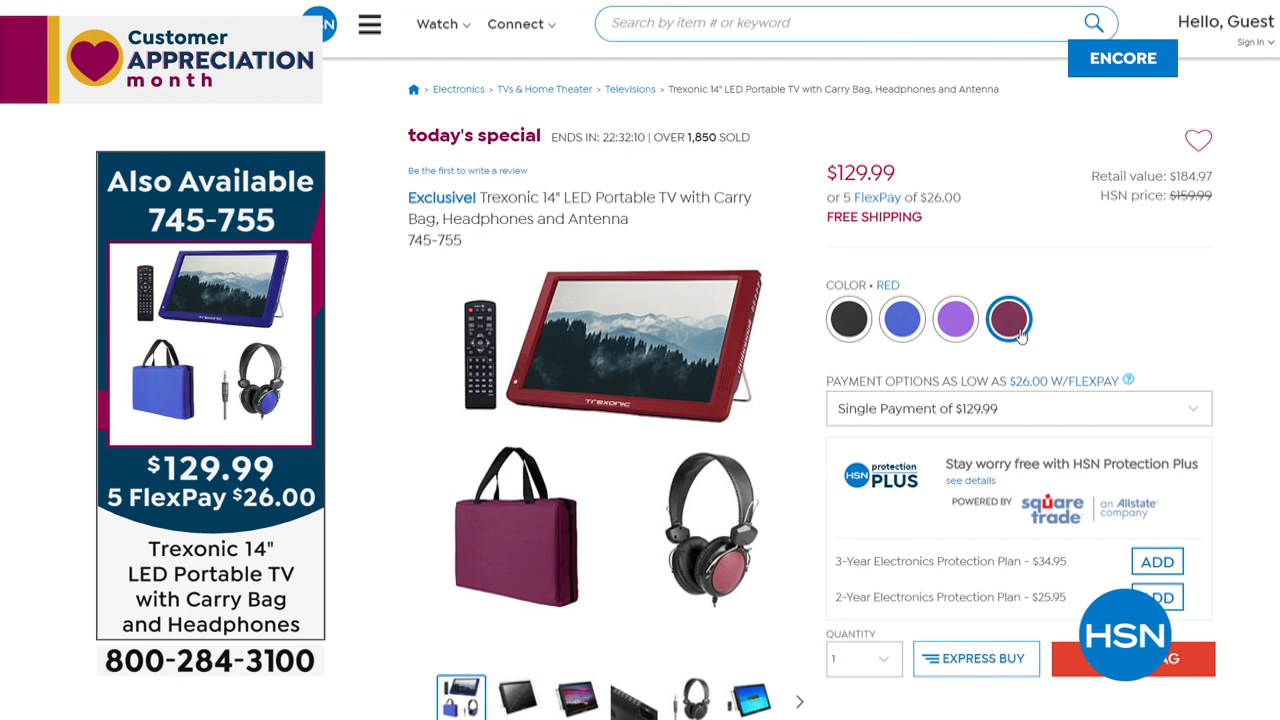 Customer
APPRECIATION
month
Also Available
745-755
TREXONIC
$129.99
5 FlexPay $26.00
Trexonic 14"
LED Portable TV
with Carry Bag
and Headphones
800-284-3100
Watch
Connect
Search by item # or keyword
Hello, Guest
Sign In
ENCORE
> Electronics > TVs & Home Theater > Televisions > Trexonic 14" LED Portable TV with Carry Bag, Headphones and Antenna
today's special ENDS IN: 22:32:10 | OVER 1,850 SOLD
Be the first to write a review
Exclusive! Trexonic 14" LED Portable TV with Carry
Bag, Headphones and Antenna
745-755
TREXONIC
$129.99
or 5 FlexPay of $26.00
FREE SHIPPING
Retail value: $184.97
HSN price: $159.99
COLOR • RED
PAYMENT OPTIONS AS LOW AS $26.00 W/FLEXPAY ?
Single Payment of $129.99
HSN protection PLUS
Stay worry free with HSN Protection Plus
see details
POWERED BY square trade | an Allstate company
3-Year Electronics Protection Plan - $34.95
ADD
2-Year Electronics Protection Plan - $25.95
QUANTITY
1
EXPRESS BUY
HSN